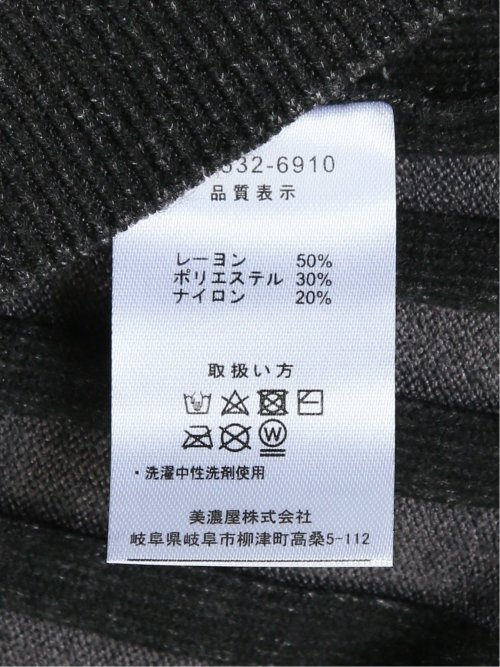 332-6910
品質表示
レーヨン 50%
ポリエステル 30%
ナイロン 20%
取扱い方
W
・洗濯中性洗剤使用
美濃屋株式会社
岐阜県岐阜市柳津町高桑5-112